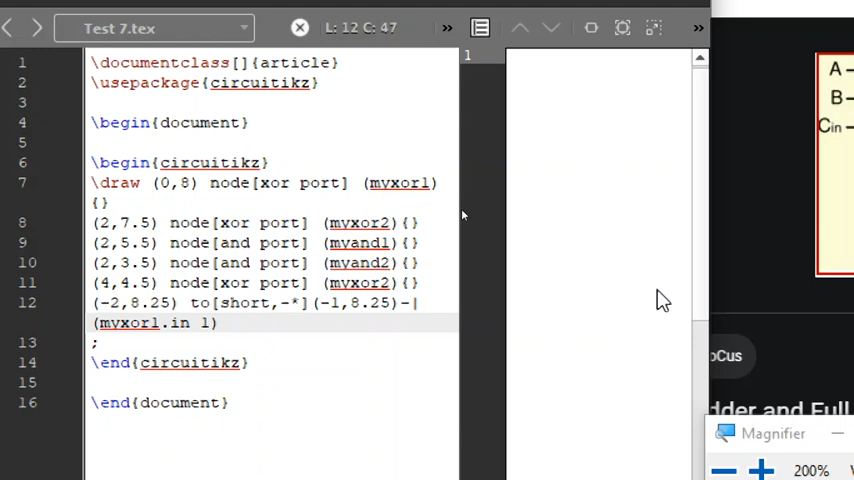 Test 7.tex
L: 12 C: 47
»
»
1
1 \documentclass[]{article}
2 \usepackage{circuitikz}
3
4 \begin{document}
5
6 \begin{circuitikz}
7 \draw (0,8) node[xor port] (myxor1)
{}
8 (2,7.5) node[xor port] (myxor2){}
9 (2,5.5) node[and port] (myand1){}
10 (2,3.5) node[and port] (myand2){}
11 (4,4.5) node[xor port] (myxor2){}
12 (-2,8.25) to[short,-*](-1,8.25)-|
(myxor1.in 1)
13 ;
14 \end{circuitikz}
15
16 \end{document}
A
B
Cin
oCus
dder and Full
Magnifier
200%